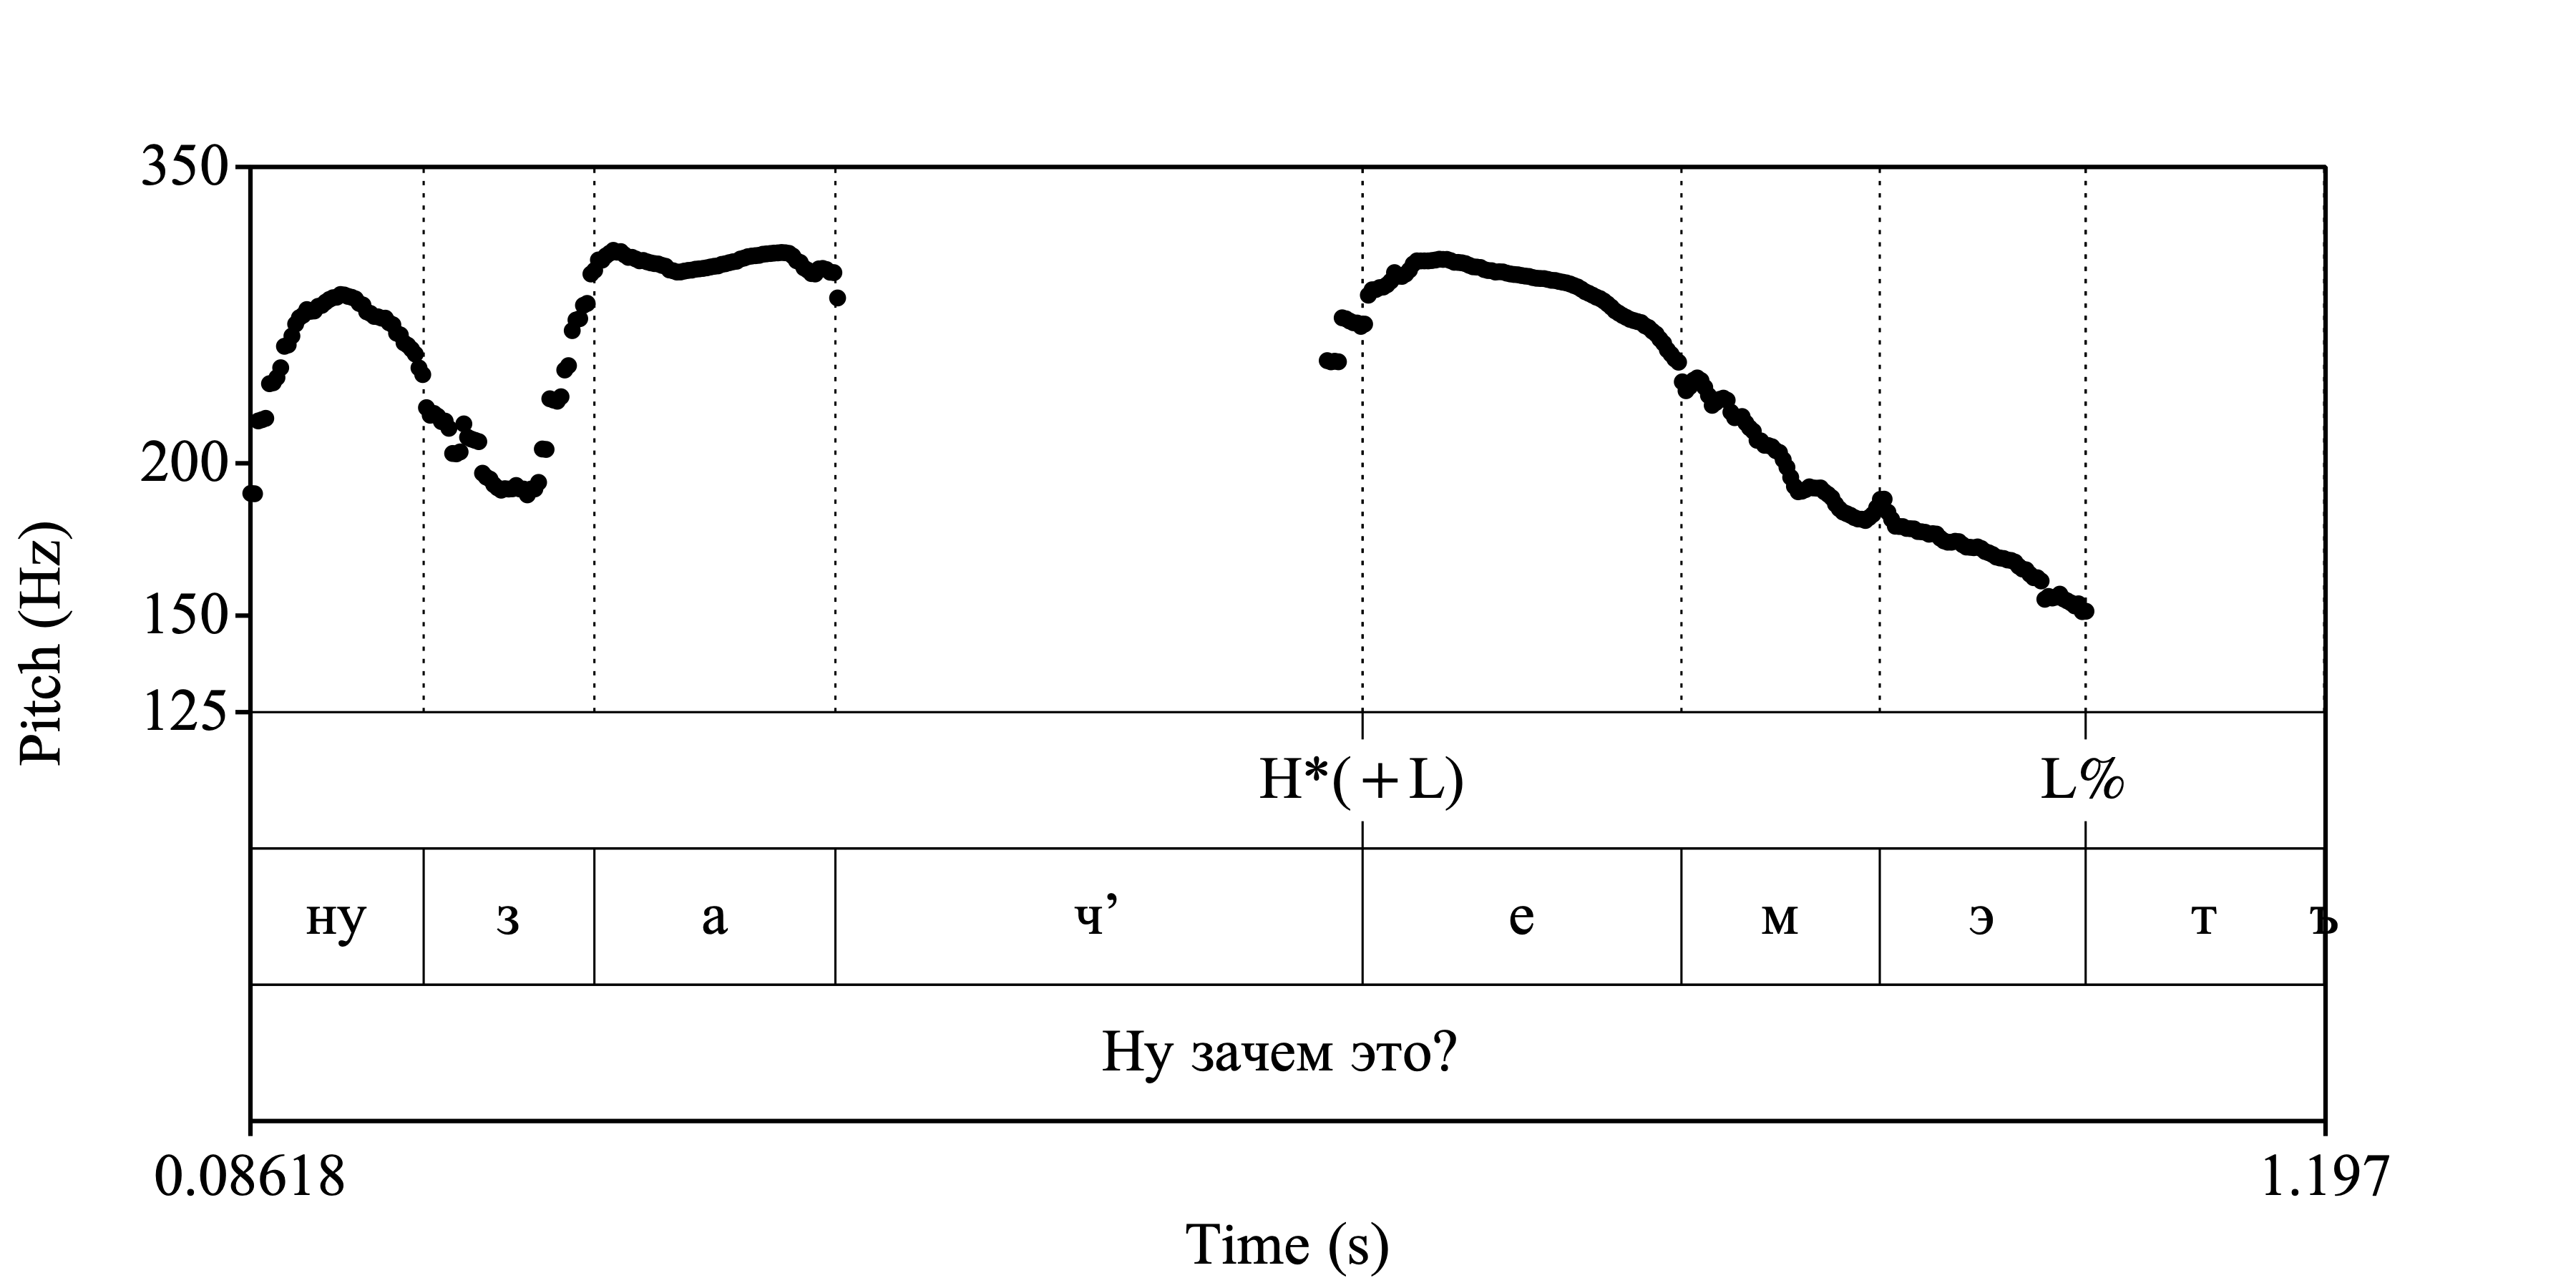 350
200
150
125
Pitch (Hz)
H*(+L) L%
ну з а ч’ е м э т ъ
Ну зачем это?
0.08618 1.197
Time (s)